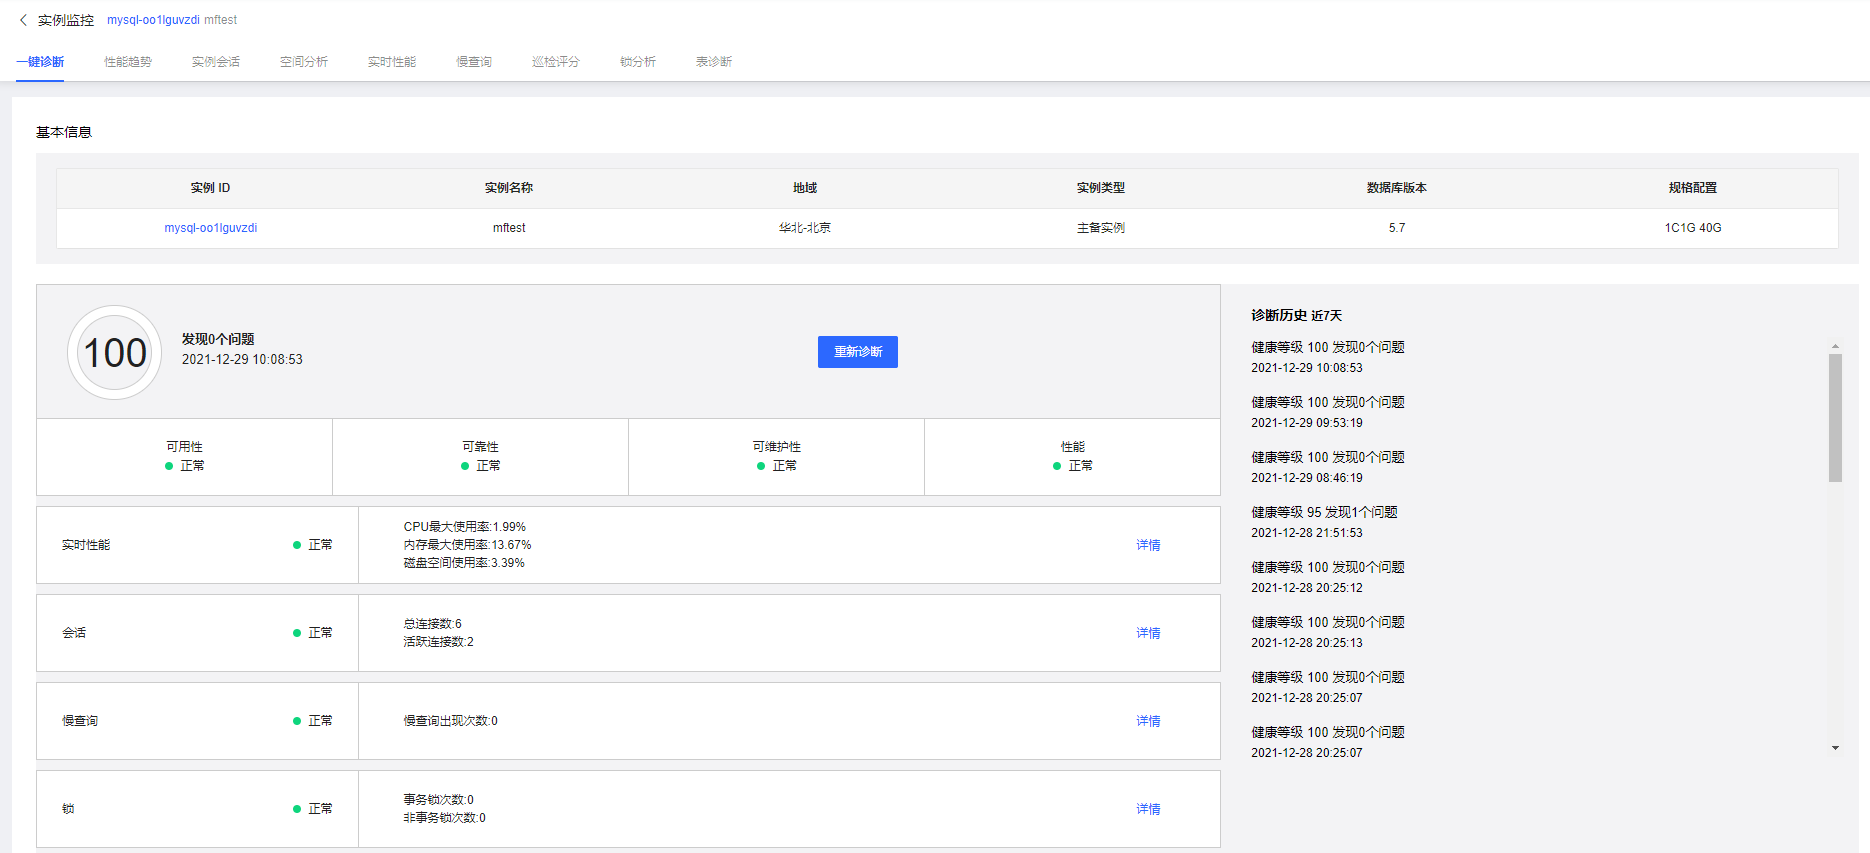 实例监控 mysql-oo1lguvzdi mftest
一键诊断 性能趋势 实例会话 空间分析 实时性能 慢查询 巡检评分 锁分析 表诊断
基本信息
实例 ID 实例名称 地域 实例类型 数据库版本 规格配置
mysql-oo1lguvzdi mftest 华北-北京 主备实例 5.7 1C1G 40G
100
发现0个问题
2021-12-29 10:08:53
重新诊断
可用性
正常
可靠性
正常
可维护性
正常
性能
正常
实时性能 正常
CPU最大使用率:1.99%
内存最大使用率:13.67%
磁盘空间使用率:3.39%
详情
会话 正常
总连接数:6
活跃连接数:2
详情
慢查询 正常
慢查询出现次数:0
详情
锁 正常
事务锁次数:0
非事务锁次数:0
详情
诊断历史 近7天
健康等级 100 发现0个问题
2021-12-29 10:08:53
健康等级 100 发现0个问题
2021-12-29 09:53:19
健康等级 100 发现0个问题
2021-12-29 08:46:19
健康等级 95 发现1个问题
2021-12-28 21:51:53
健康等级 100 发现0个问题
2021-12-28 20:25:12
健康等级 100 发现0个问题
2021-12-28 20:25:13
健康等级 100 发现0个问题
2021-12-28 20:25:07
健康等级 100 发现0个问题
2021-12-28 20:25:07